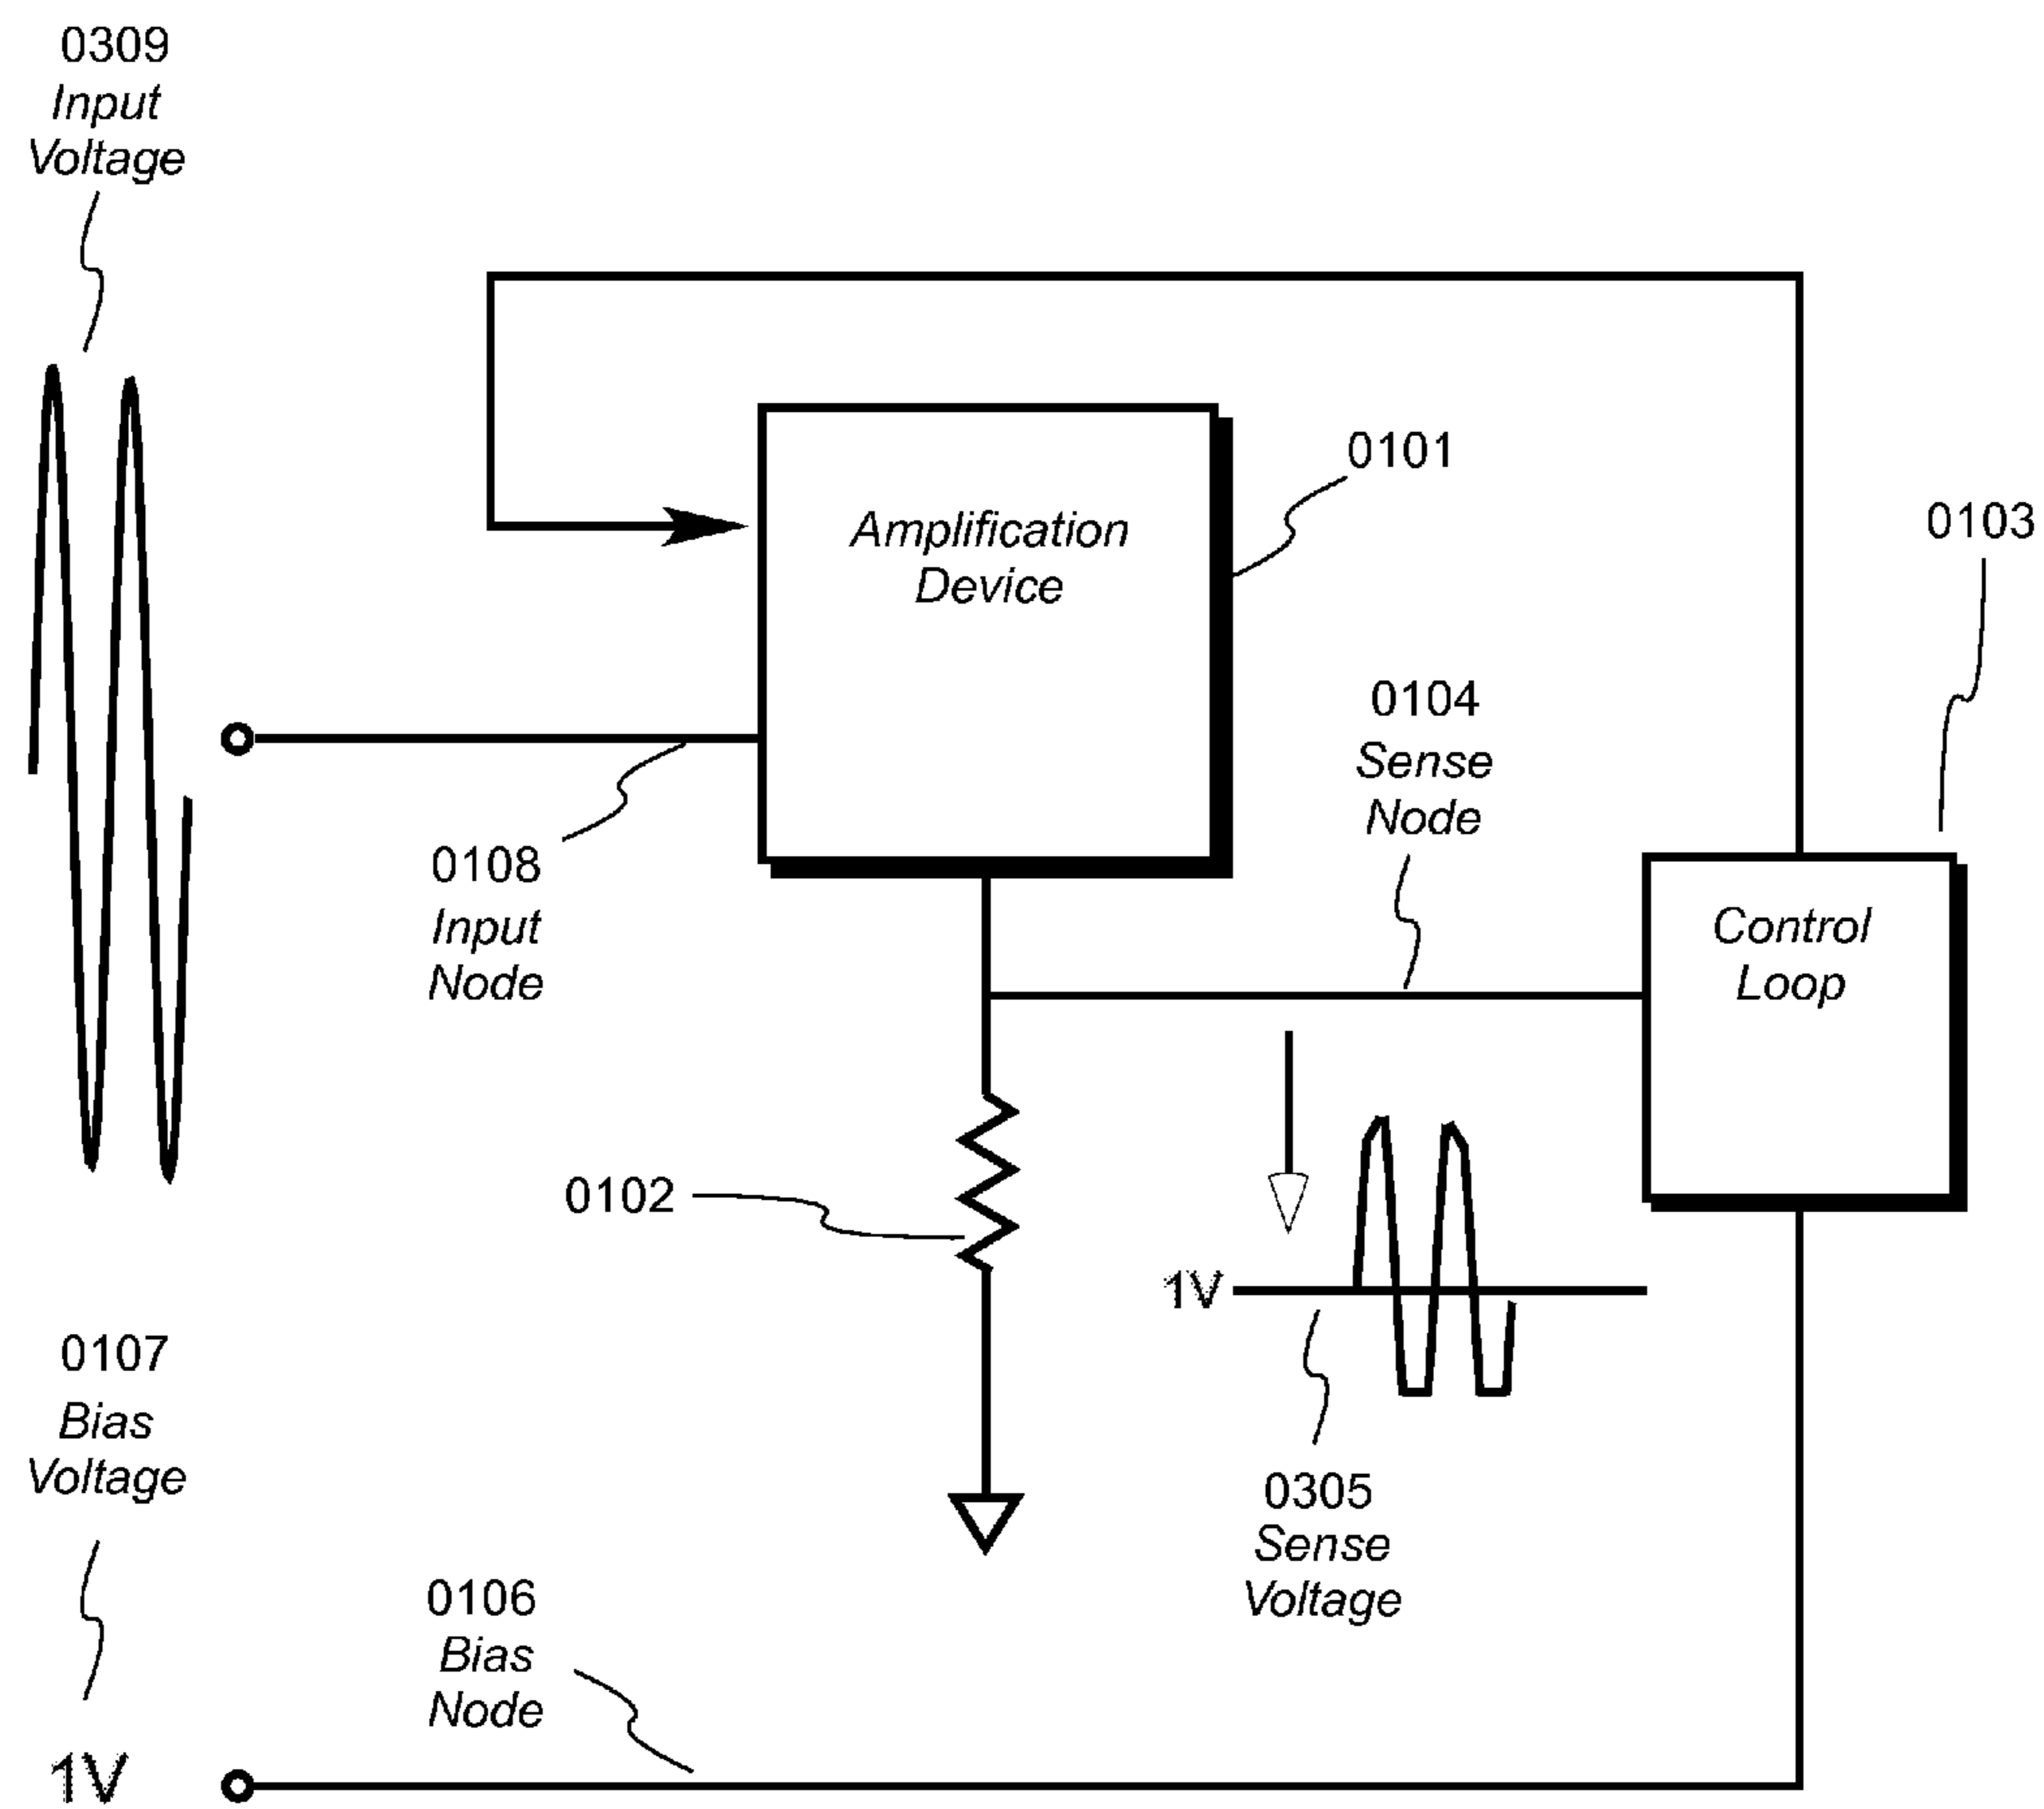 0309
Input
Voltage
0101
Amplification
Device
0103
0104
Sense
Node
0108
Input
Node
Control
Loop
0102
1V
0107
Bias
Voltage
0305
Sense
Voltage
0106
Bias
Node
1V